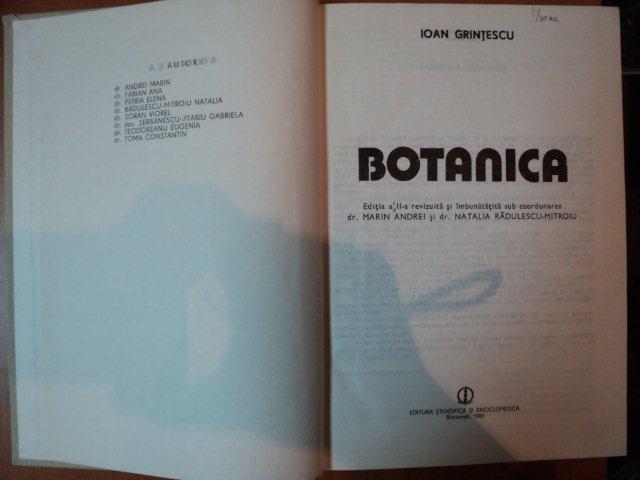 AUTORII
dr. ANDREI MARIN
dr. FABIAN ANA
dr. PETRIA ELENA
dr. RĂDULESCU-MITROIU NATALIA
dr. SORAN VIOREL
dr. doc. ȘERBĂNESCU-JITARIU GABRIELA
dr. TEODOREANU EUGENIA
dr. TOMA CONSTANTIN
IOAN GRINȚESCU
BOTANICA
Ediția a II-a revizuită și îmbunătățită sub coordonarea
dr. MARIN ANDREI și dr. NATALIA RĂDULESCU-MITROIU
EDITURA ȘTIINȚIFICĂ ȘI ENCICLOPEDICĂ
București, 1985